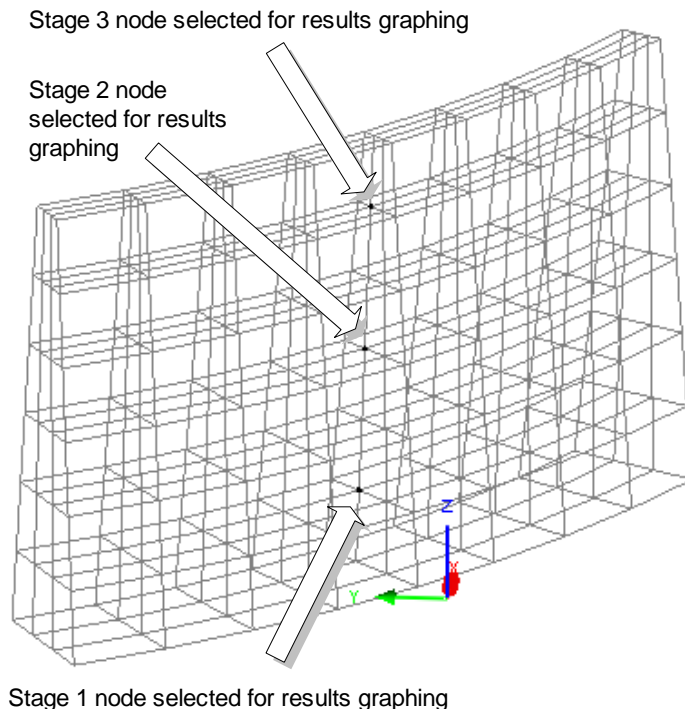 Stage 3 node selected for results graphing
Stage 2 node
selected for results
graphing
Z
X
Y
Stage 1 node selected for results graphing